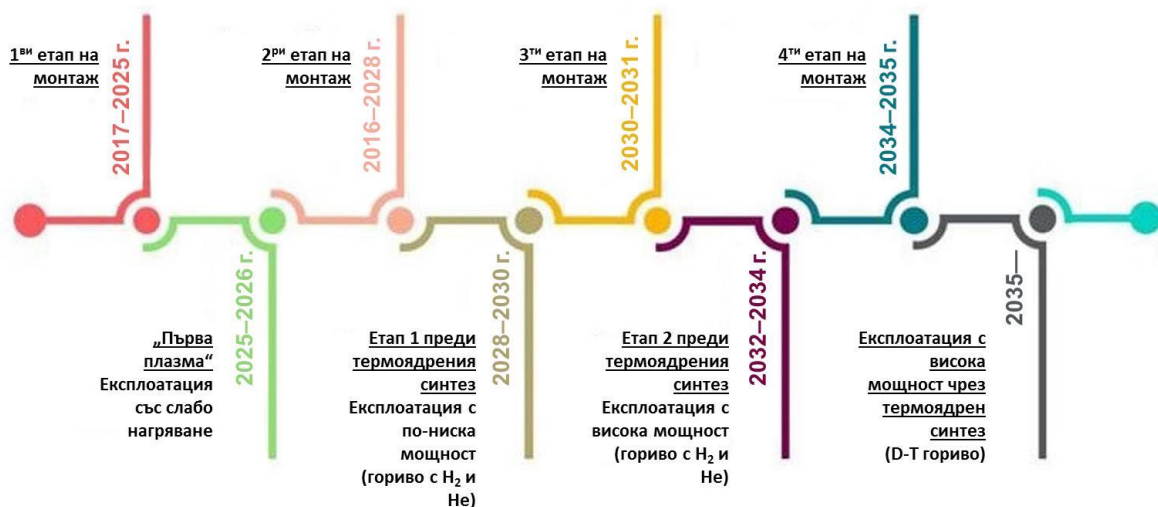 1ви етап на
монтаж
2017–2025 г.
2ри етап на
монтаж
2016–2028 г.
3ти етап на
монтаж
2030–2031 г.
4ти етап на
монтаж
2034–2035 г.
„Първа
плазма“
Експлоатация
със слабо
нагряване
2025–2026 г.
Етап 1 преди
термоядрения
синтез
Експлоатация с
по-ниска
мощност
(гориво с H2 и
He)
2028–2030 г.
Етап 2 преди
термоядрения
синтез
Експлоатация с
висока мощност
(гориво с H2 и
He)
2032–2034 г.
Експлоатация с
висока
мощност чрез
термоядрен
синтез
(D-T гориво)
2035—